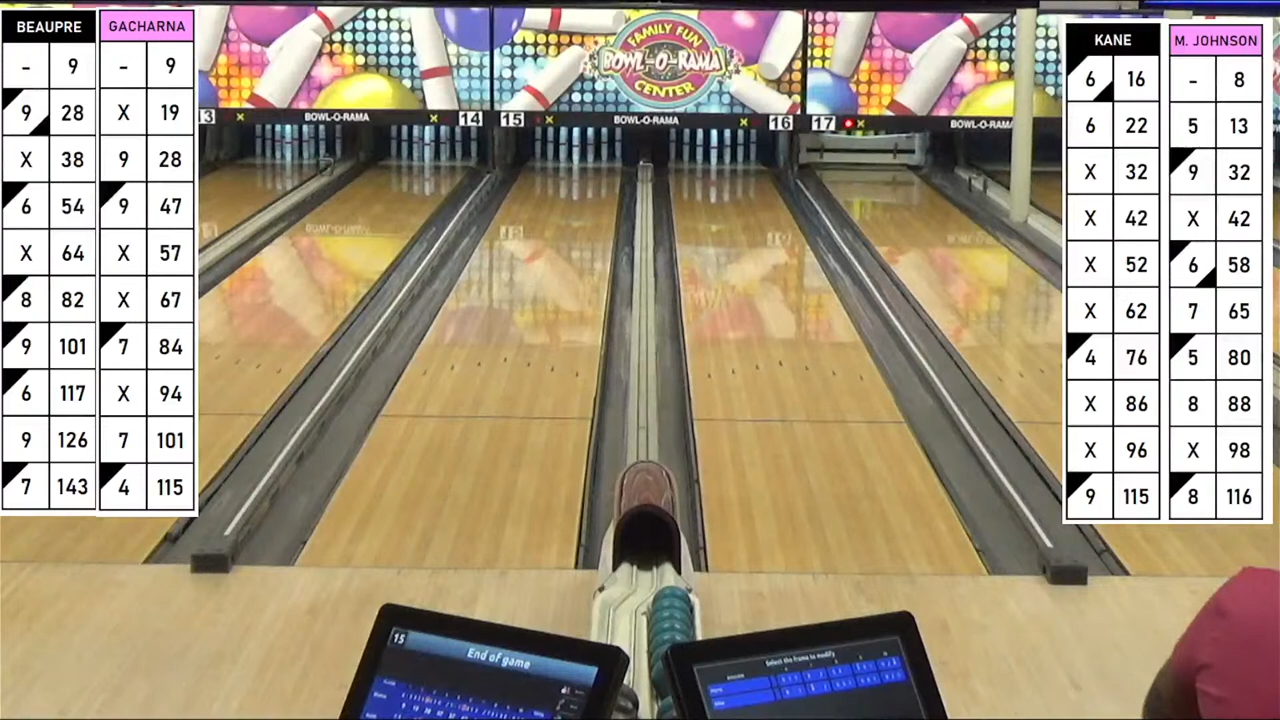 BEAUPRE GACHARNA
- 9 - 9
9 28 X 19
X 38 9 28
6 54 9 47
X 64 X 57
8 82 X 67
9 101 7 84
6 117 X 94
9 126 7 101
7 143 4 115
FAMILY FUN
BOWL-O-RAMA
CENTER
13 BOWL-O-RAMA 14 15 BOWL-O-RAMA 16 17 BOWL-O-RAMA
KANE M. JOHNSON
6 16 - 8
6 22 5 13
X 32 9 32
X 42 X 42
X 52 6 58
X 62 7 65
4 76 5 80
X 86 8 88
X 96 X 98
9 115 8 116
15 End of game
Select the frame to modify